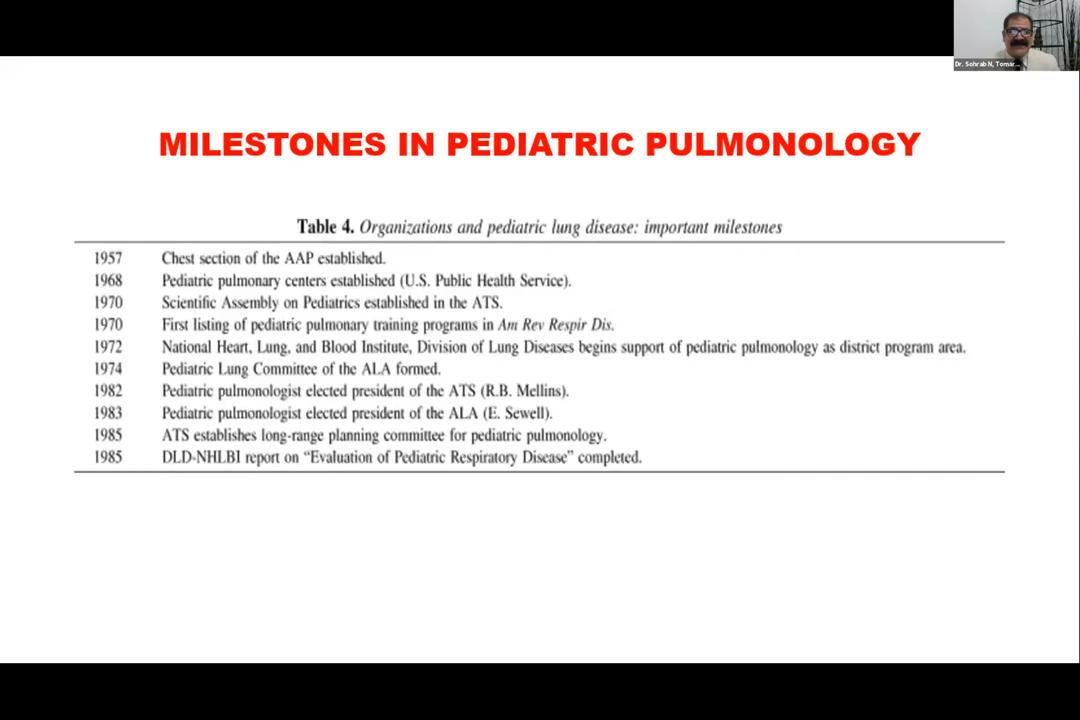 Dr. Sohrab N, Tomar...
MILESTONES IN PEDIATRIC PULMONOLOGY
Table 4. Organizations and pediatric lung disease: important milestones
1957 Chest section of the AAP established.
1968 Pediatric pulmonary centers established (U.S. Public Health Service).
1970 Scientific Assembly on Pediatrics established in the ATS.
1970 First listing of pediatric pulmonary training programs in Am Rev Respir Dis.
1972 National Heart, Lung, and Blood Institute, Division of Lung Diseases begins support of pediatric pulmonology as district program area.
1974 Pediatric Lung Committee of the ALA formed.
1982 Pediatric pulmonologist elected president of the ATS (R.B. Mellins).
1983 Pediatric pulmonologist elected president of the ALA (E. Sewell).
1985 ATS establishes long-range planning committee for pediatric pulmonology.
1985 DLD-NHLBI report on “Evaluation of Pediatric Respiratory Disease” completed.